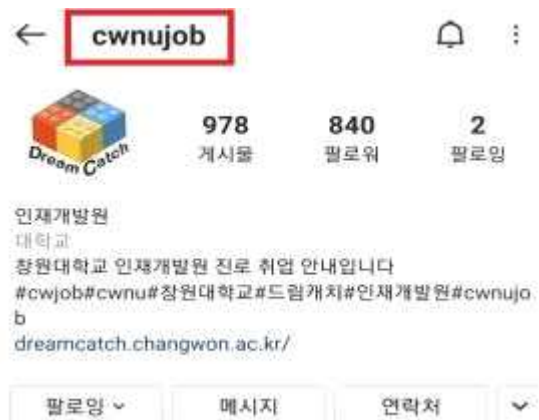 cwnujob
978 840 2
게시물 팔로워 팔로잉
Dream Catch
인재개발원
대학교
창원대학교 인재개발원 진로 취업 안내입니다
#cwjob#cwnu#창원대학교#드림캐치#인재개발원#cwnujo
b
dreamcatch.changwon.ac.kr/
팔로잉 메시지 연락처